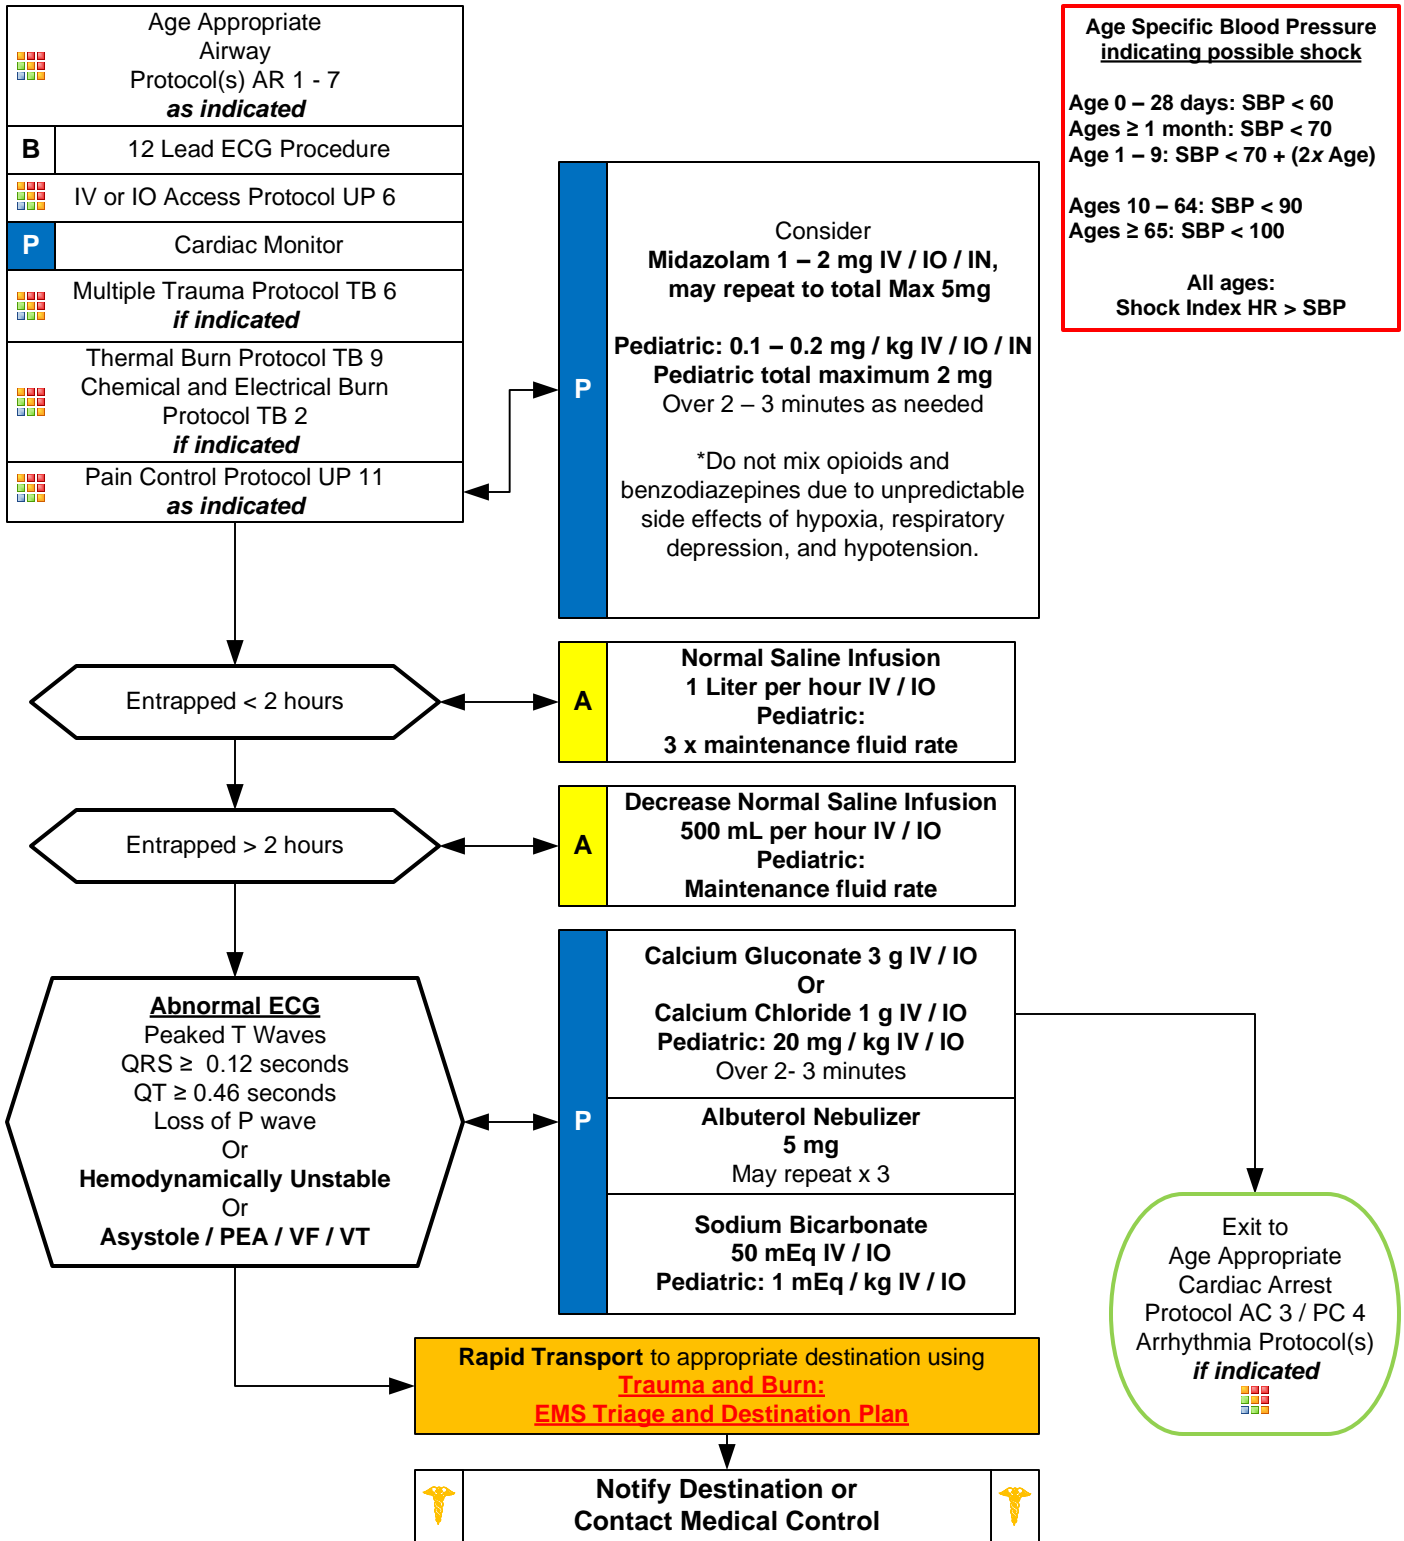 Age Appropriate
Airway
Protocol(s) AR 1 - 7
as indicated
B
12 Lead ECG Procedure
IV or IO Access Protocol UP 6
P
Cardiac Monitor
Multiple Trauma Protocol TB 6
if indicated
Thermal Burn Protocol TB 9
Chemical and Electrical Burn
Protocol TB 2
if indicated
Pain Control Protocol UP 11
as indicated
P
Consider
Midazolam 1 – 2 mg IV / IO / IN,
may repeat to total Max 5mg
Pediatric: 0.1 – 0.2 mg / kg IV / IO / IN
Pediatric total maximum 2 mg
Over 2 – 3 minutes as needed
*Do not mix opioids and
benzodiazepines due to unpredictable
side effects of hypoxia, respiratory
depression, and hypotension.
Age Specific Blood Pressure
indicating possible shock
Age 0 – 28 days: SBP < 60
Ages ≥ 1 month: SBP < 70
Age 1 – 9: SBP < 70 + (2x Age)
Ages 10 – 64: SBP < 90
Ages ≥ 65: SBP < 100
All ages:
Shock Index HR > SBP
Entrapped < 2 hours
A
Normal Saline Infusion
1 Liter per hour IV / IO
Pediatric:
3 x maintenance fluid rate
Entrapped > 2 hours
A
Decrease Normal Saline Infusion
500 mL per hour IV / IO
Pediatric:
Maintenance fluid rate
Abnormal ECG
Peaked T Waves
QRS ≥ 0.12 seconds
QT ≥ 0.46 seconds
Loss of P wave
Or
Hemodynamically Unstable
Or
Asystole / PEA / VF / VT
P
Calcium Gluconate 3 g IV / IO
Or
Calcium Chloride 1 g IV / IO
Pediatric: 20 mg / kg IV / IO
Over 2- 3 minutes
Albuterol Nebulizer
5 mg
May repeat x 3
Sodium Bicarbonate
50 mEq IV / IO
Pediatric: 1 mEq / kg IV / IO
Exit to
Age Appropriate
Cardiac Arrest
Protocol AC 3 / PC 4
Arrhythmia Protocol(s)
if indicated
Rapid Transport to appropriate destination using
Trauma and Burn:
EMS Triage and Destination Plan
Notify Destination or
Contact Medical Control